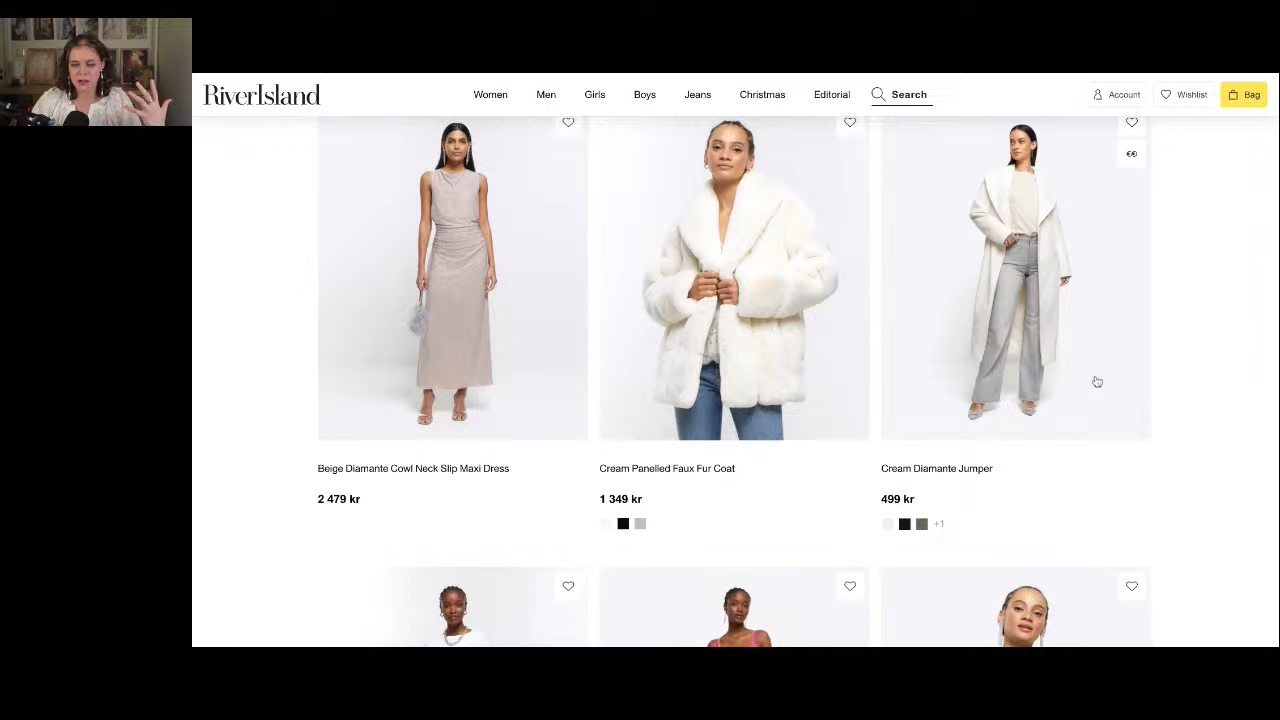 RiverIsland
Women Men Girls Boys Jeans Christmas Editorial Search Account Wishlist Bag
Beige Diamante Cowl Neck Slip Maxi Dress
2 479 kr
Cream Panelled Faux Fur Coat
1 349 kr
Cream Diamante Jumper
499 kr
+1